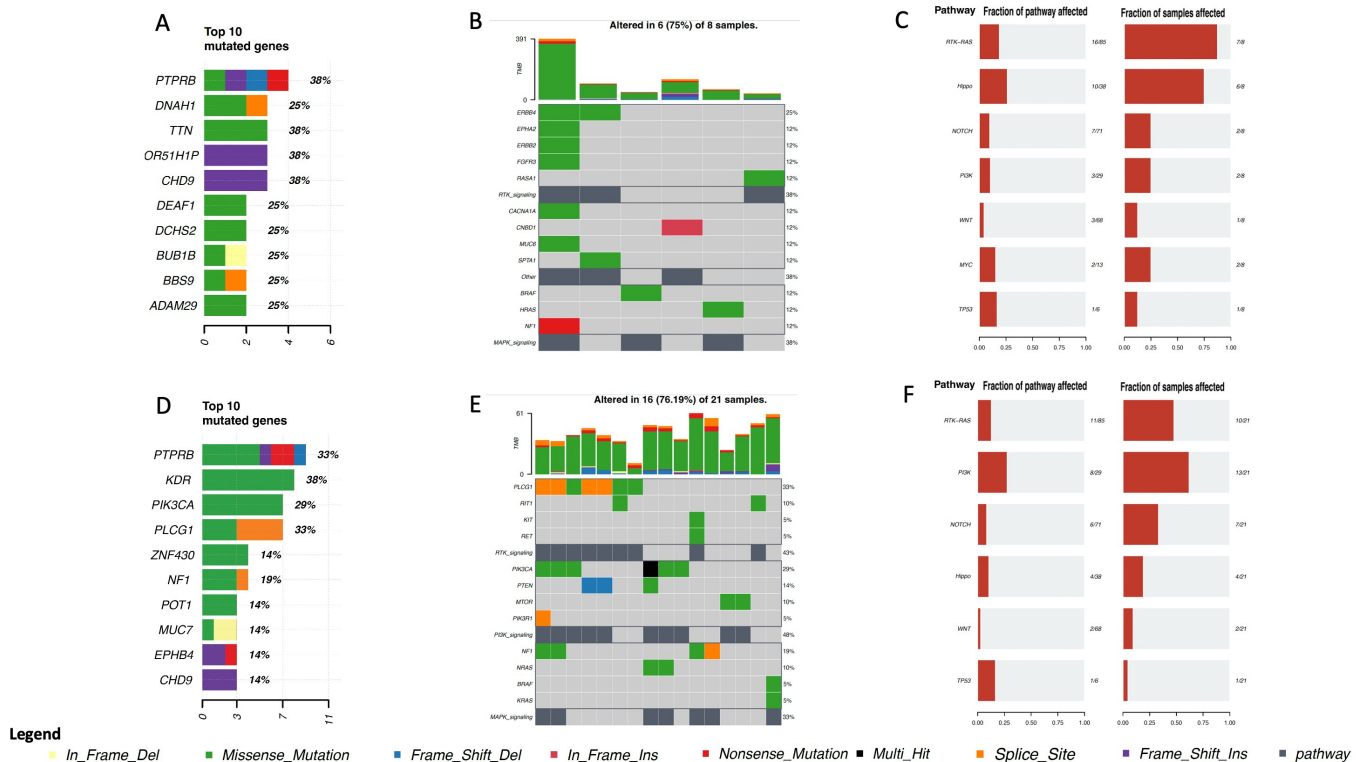 A
Top 10
mutated genes
PTPRB 38%
DNAH1 25%
TTN 38%
OR51H1P 38%
CHD9 38%
DEAF1 25%
DCHS2 25%
BUB1B 25%
BBS9 25%
ADAM29 25%
0 2 4 6
B
Altered in 6 (75%) of 8 samples.
391
TMB
0
ERBB4 25%
EPHA2 12%
ERBB2 12%
FGFR3 12%
RASA1 12%
RTK_signaling 38%
CACNA1A 12%
CNBD1 12%
MUC6 12%
SPTA1 12%
Other 38%
BRAF 12%
HRAS 12%
NF1 12%
MAPK_signaling 38%
C
Pathway Fraction of pathway affected Fraction of samples affected
RTK-RAS 16/85 7/8
Hippo 10/38 6/8
NOTCH 7/71 2/8
PI3K 3/29 2/8
WNT 3/68 1/8
MYC 2/13 2/8
TP53 1/6 1/8
0.00 0.25 0.50 0.75 1.00 0.00 0.25 0.50 0.75 1.00
D
Top 10
mutated genes
PTPRB 33%
KDR 38%
PIK3CA 29%
PLCG1 33%
ZNF430 14%
NF1 19%
POT1 14%
MUC7 14%
EPHB4 14%
CHD9 14%
0 3 7 11
E
Altered in 16 (76.19%) of 21 samples.
61
TMB
0
PLCG1 33%
RIT1 10%
KIT 5%
RET 5%
RTK_signaling 43%
PIK3CA 29%
PTEN 14%
MTOR 10%
PIK3R1 5%
PI3K_signaling 48%
NF1 19%
NRAS 10%
BRAF 5%
KRAS 5%
MAPK_signaling 33%
F
Pathway Fraction of pathway affected Fraction of samples affected
RTK-RAS 11/85 10/21
PI3K 8/29 13/21
NOTCH 6/71 7/21
Hippo 4/38 4/21
WNT 2/68 2/21
TP53 1/6 1/21
0.00 0.25 0.50 0.75 1.00 0.00 0.25 0.50 0.75 1.00
Legend
In_Frame_Del Missense_Mutation Frame_Shift_Del In_Frame_Ins Nonsense_Mutation Multi_Hit Splice_Site Frame_Shift_Ins pathway